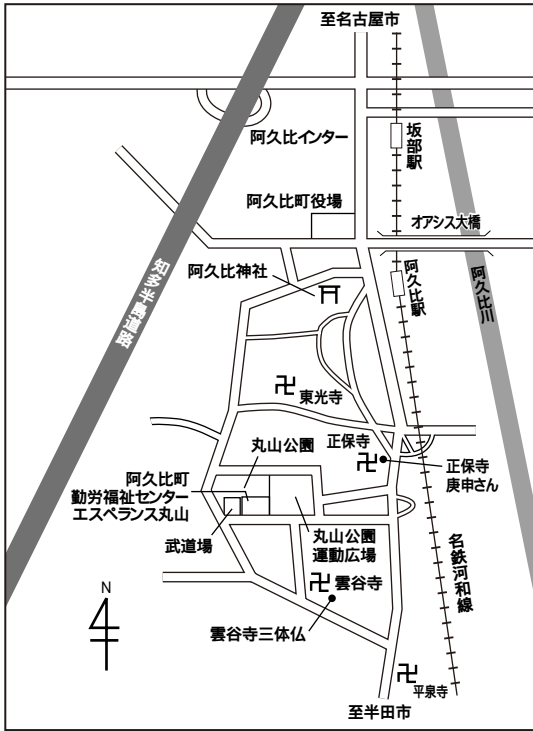 至名古屋市
阿久比インター
坂部駅
阿久比町役場
オアシス大橋
知多半島道路
阿久比神社
阿久比駅
阿久比川
卍
東光寺
丸山公園
正保寺
卍
正保寺
庚申さん
阿久比町
勤労福祉センター
エスペランス丸山
武道場
丸山公園
運動広場
名鉄河和線
卍 雲谷寺
N
雲谷寺三体仏
卍
平泉寺
至半田市